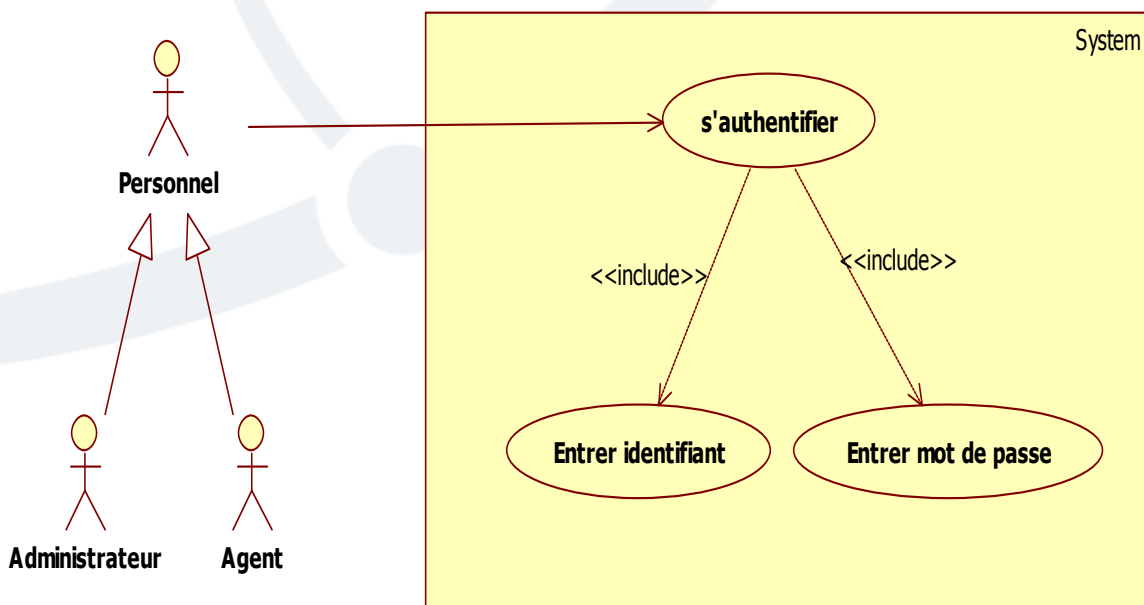 System
s'authentifier
Personnel
<<include>>
<<include>>
Entrer identifiant
Entrer mot de passe
Administrateur
Agent